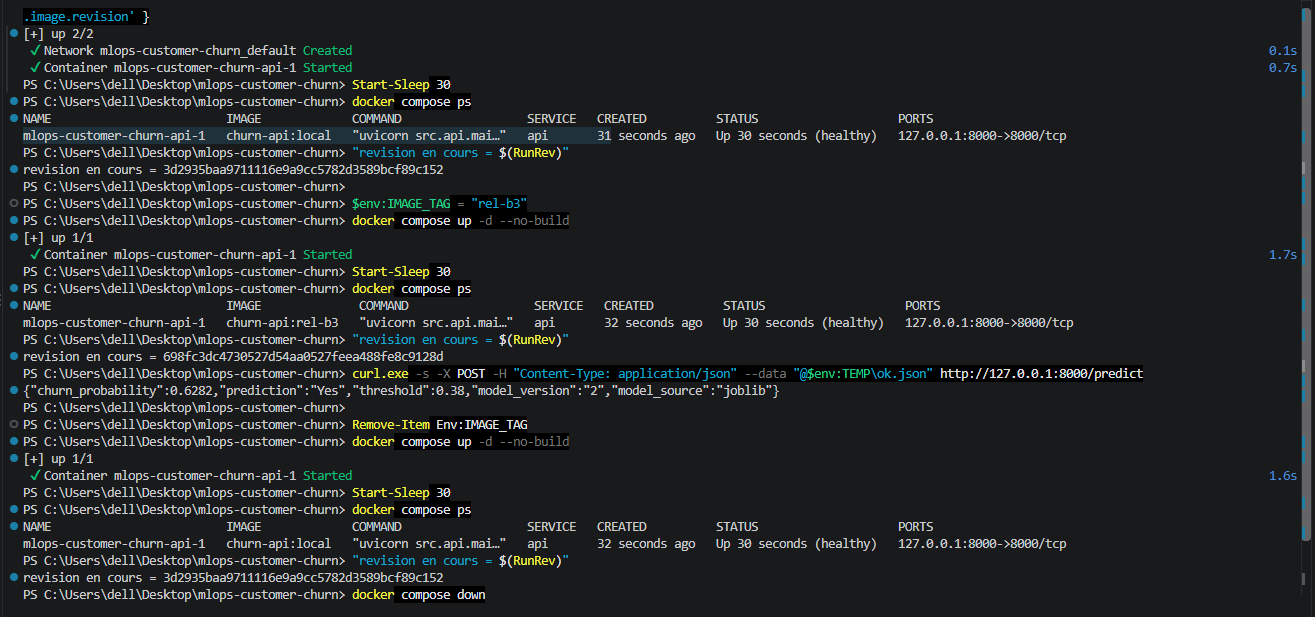 .image.revision' }
[+] up 2/2
✓Network mlops-customer-churn_default Created 0.1s
✓Container mlops-customer-churn-api-1 Started 0.7s
PS C:\Users\dell\Desktop\mlops-customer-churn> Start-Sleep 30
PS C:\Users\dell\Desktop\mlops-customer-churn> docker compose ps
NAME IMAGE COMMAND SERVICE CREATED STATUS PORTS
mlops-customer-churn-api-1 churn-api:local "uvicorn src.api.mai…" api 31 seconds ago Up 30 seconds (healthy) 127.0.0.1:8000->8000/tcp
PS C:\Users\dell\Desktop\mlops-customer-churn> "revision en cours = $(RunRev)"
revision en cours = 3d2935baa9711116e9a9cc5782d3589bcf89c152
PS C:\Users\dell\Desktop\mlops-customer-churn>
PS C:\Users\dell\Desktop\mlops-customer-churn> $env:IMAGE_TAG = "rel-b3"
PS C:\Users\dell\Desktop\mlops-customer-churn> docker compose up -d --no-build
[+] up 1/1
✓Container mlops-customer-churn-api-1 Started 1.7s
PS C:\Users\dell\Desktop\mlops-customer-churn> Start-Sleep 30
PS C:\Users\dell\Desktop\mlops-customer-churn> docker compose ps
NAME IMAGE COMMAND SERVICE CREATED STATUS PORTS
mlops-customer-churn-api-1 churn-api:rel-b3 "uvicorn src.api.mai…" api 32 seconds ago Up 30 seconds (healthy) 127.0.0.1:8000->8000/tcp
PS C:\Users\dell\Desktop\mlops-customer-churn> "revision en cours = $(RunRev)"
revision en cours = 698fc3dc4730527d54aa0527feea488fe8c9128d
PS C:\Users\dell\Desktop\mlops-customer-churn> curl.exe -s -X POST -H "Content-Type: application/json" --data "@$env:TEMP\ok.json" http://127.0.0.1:8000/predict
{"churn_probability":0.6282,"prediction":"Yes","threshold":0.38,"model_version":"2","model_source":"joblib"}
PS C:\Users\dell\Desktop\mlops-customer-churn>
PS C:\Users\dell\Desktop\mlops-customer-churn> Remove-Item Env:IMAGE_TAG
PS C:\Users\dell\Desktop\mlops-customer-churn> docker compose up -d --no-build
[+] up 1/1
✓Container mlops-customer-churn-api-1 Started 1.6s
PS C:\Users\dell\Desktop\mlops-customer-churn> Start-Sleep 30
PS C:\Users\dell\Desktop\mlops-customer-churn> docker compose ps
NAME IMAGE COMMAND SERVICE CREATED STATUS PORTS
mlops-customer-churn-api-1 churn-api:local "uvicorn src.api.mai…" api 32 seconds ago Up 30 seconds (healthy) 127.0.0.1:8000->8000/tcp
PS C:\Users\dell\Desktop\mlops-customer-churn> "revision en cours = $(RunRev)"
revision en cours = 3d2935baa9711116e9a9cc5782d3589bcf89c152
PS C:\Users\dell\Desktop\mlops-customer-churn> docker compose down